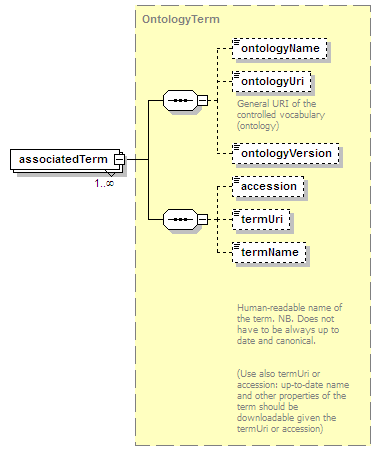 OntologyTerm
ontologyName
ontologyUri
General URI of the
controlled vocabulary
(ontology)
ontologyVersion
associatedTerm
1..∞
accession
termUri
termName
Human-readable name of
the term. NB. Does not
have to be always up to
date and canonical.
(Use also termUri or
accession: up-to-date name
and other properties of the
term should be
downloadable given the
termUri or accession)